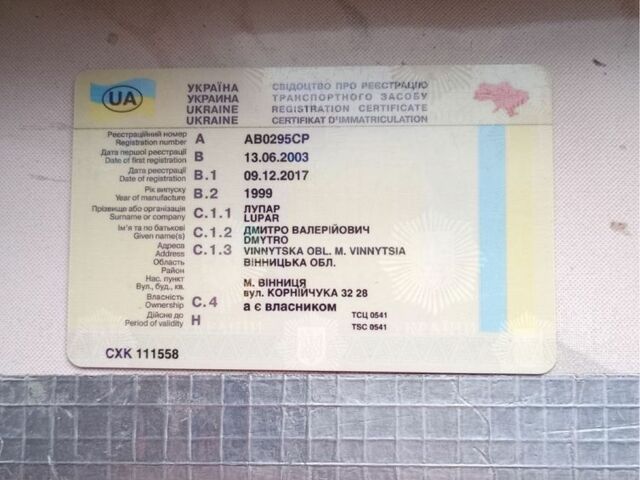 UA
УКРАЇНА СВІДОЦТВО ПРО РЕЄСТРАЦІЮ
УКРАИНА ТРАНСПОРТНОГО ЗАСОБУ
UKRAINE REGISTRATION CERTIFICATE
UKRAINE CERTIFIKAT D'IMMATRICULATION
Реєстраційний номер
Registration number A AB0295CP
Дата першої реєстрації
Date of first registration B 13.06.2003
Дата реєстрації
Date of registration B.1 09.12.2017
Рік випуску
Year of manufacture B.2 1999
Прізвище або організація ЛУПАР
Surname or company C.1.1 LUPAR
Ім'я та по батькові ДМИТРО ВАЛЕРІЙОВИЧ
Given name(s) C.1.2 DMYTRO
Адреса
Address C.1.3 VINNYTSKA OBL. M. VINNYTSIA
Область ВІННИЦЬКА ОБЛ.
Район
Нас. пункт М. ВІННИЦЯ
Вул., буд., кв. вул. КОРНІЙЧУКА 32 28
Власність
Ownership C.4 а є власником ТСЦ 0541
Дійсне до
Period of validity H TSC 0541
СХК 111558